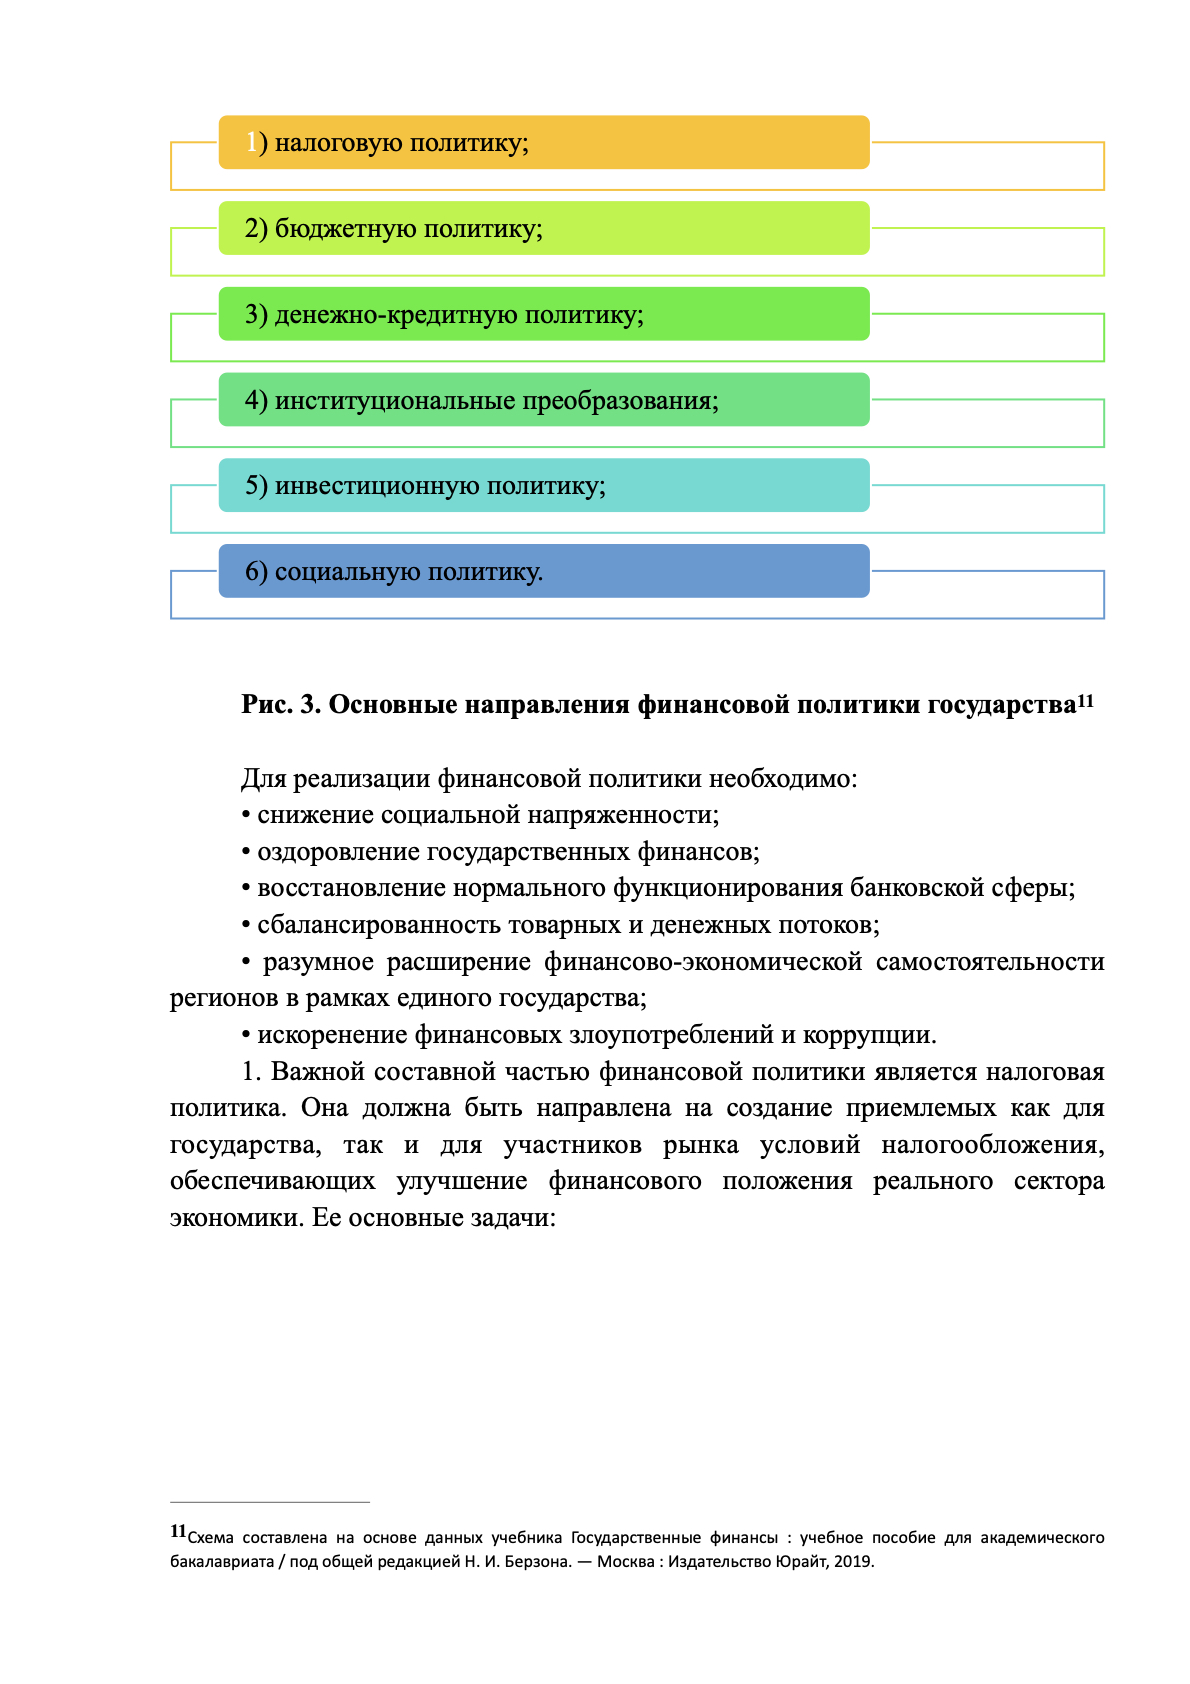 1) налоговую политику;
2) бюджетную политику;
3) денежно-кредитную политику;
4) институциональные преобразования;
5) инвестиционную политику;
6) социальную политику.
Рис. 3. Основные направления финансовой политики государства11
Для реализации финансовой политики необходимо:
• снижение социальной напряженности;
• оздоровление государственных финансов;
• восстановление нормального функционирования банковской сферы;
• сбалансированность товарных и денежных потоков;
• разумное расширение финансово-экономической самостоятельности
регионов в рамках единого государства;
• искоренение финансовых злоупотреблений и коррупции.
1. Важной составной частью финансовой политики является налоговая
политика. Она должна быть направлена на создание приемлемых как для
государства, так и для участников рынка условий налогообложения,
обеспечивающих улучшение финансового положения реального сектора
экономики. Ее основные задачи:
11Схема составлена на основе данных учебника Государственные финансы : учебное пособие для академического
бакалавриата / под общей редакцией Н. И. Берзона. — Москва : Издательство Юрайт, 2019.